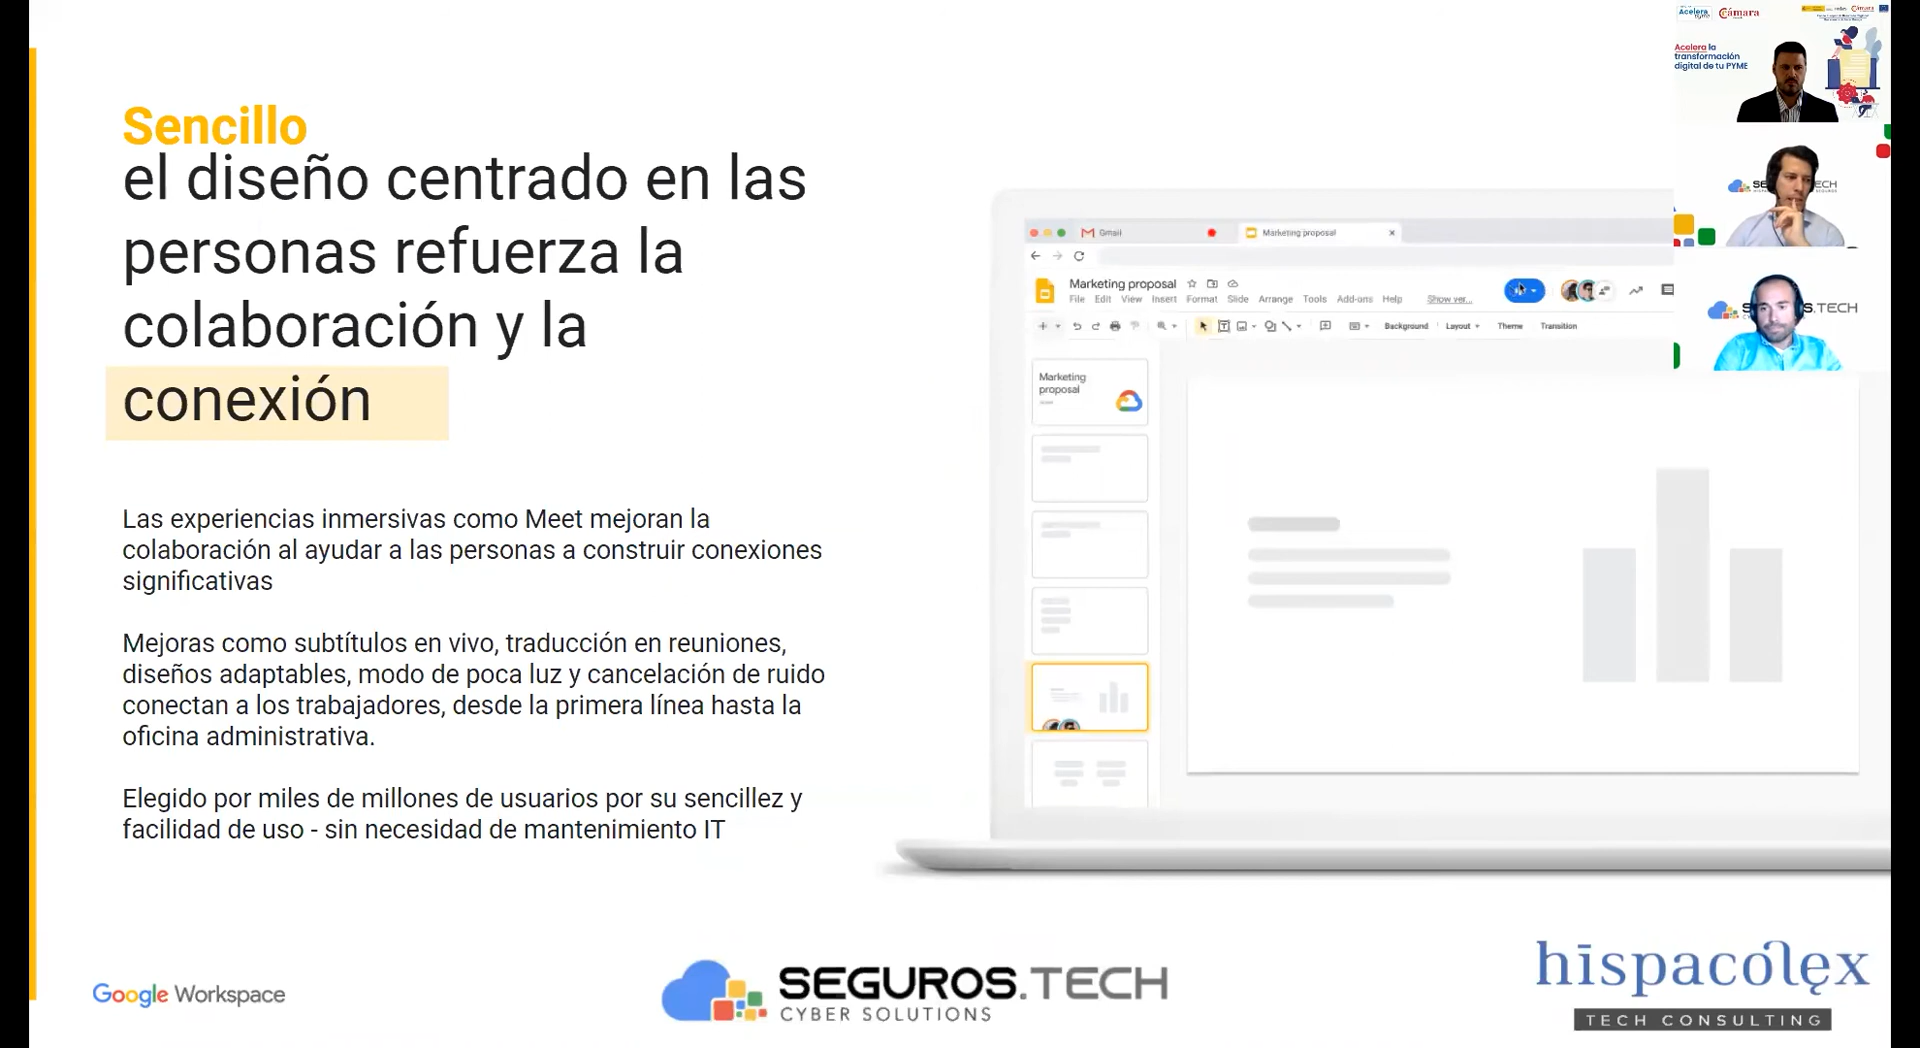 Sencillo
el diseño centrado en las
personas refuerza la
colaboración y la
conexión
Las experiencias inmersivas como Meet mejoran la
colaboración al ayudar a las personas a construir conexiones
significativas
Mejoras como subtítulos en vivo, traducción en reuniones,
diseños adaptables, modo de poca luz y cancelación de ruido
conectan a los trabajadores, desde la primera línea hasta la
oficina administrativa.
Elegido por miles de millones de usuarios por su sencillez y
facilidad de uso - sin necesidad de mantenimiento IT
Gmail
Marketing proposal
Marketing proposal
File Edit View Insert Format Slide Arrange Tools Add-ons Help Show ver...
Background Layout Theme Transition
Marketing
proposal
Acelera
pyme
Cámara
Acelera la
transformación
digital de tu PYME
Google Workspace
SEGUROS.TECH
CYBER SOLUTIONS
hispacolex
TECH CONSULTING